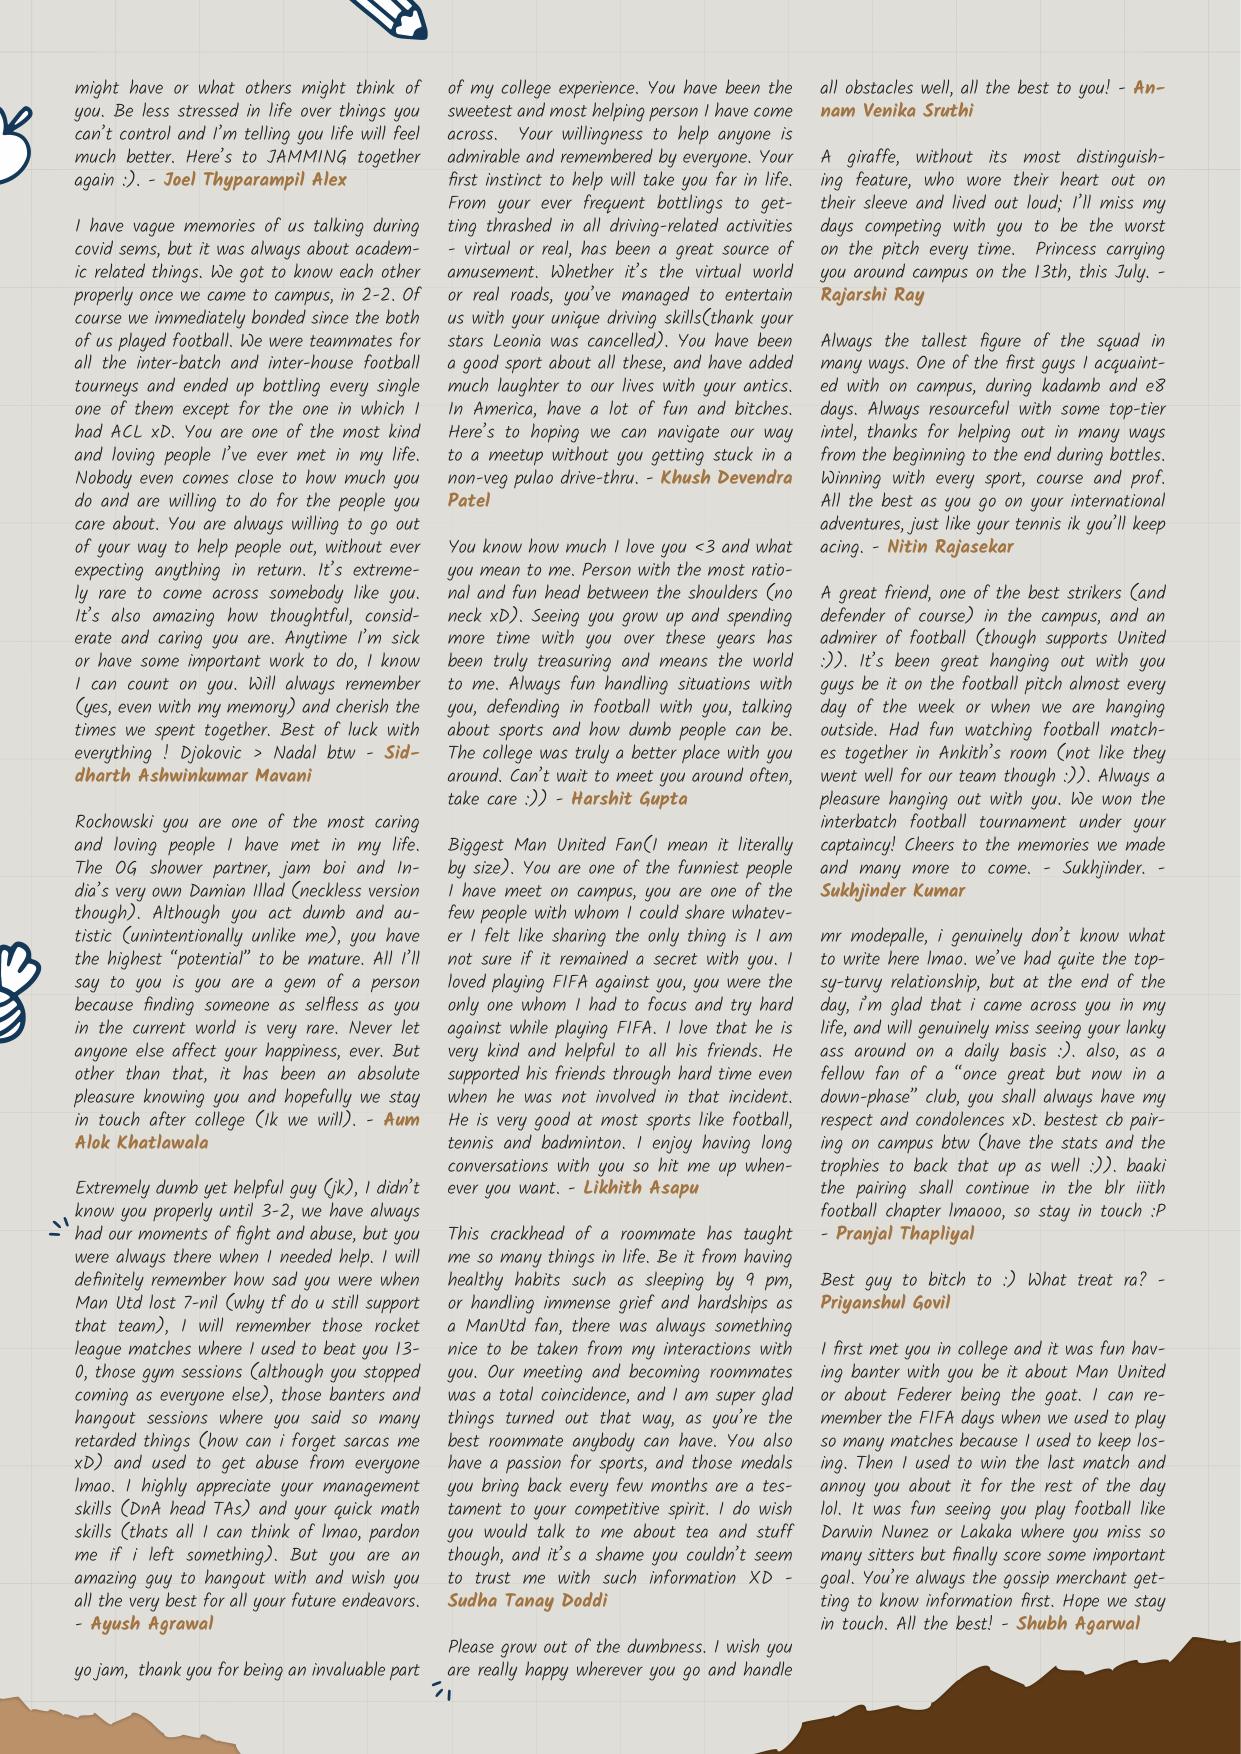 might have or what others might think of
you. Be less stressed in life over things you
can't control and I'm telling you life will feel
much better. Here's to JAMMING together
again :). - Joel Thyparampil Alex
I have vague memories of us talking during
covid sems, but it was always about academ-
ic related things. We got to know each other
properly once we came to campus, in 2-2. Of
course we immediately bonded since the both
of us played football. We were teammates for
all the inter-batch and inter-house football
tourneys and ended up bottling every single
one of them except for the one in which I
had ACL xD. You are one of the most kind
and loving people I've ever met in my life.
Nobody even comes close to how much you
do and are willing to do for the people you
care about. You are always willing to go out
of your way to help people out, without ever
expecting anything in return. It's extreme-
ly rare to come across somebody like you.
It's also amazing how thoughtful, consid-
erate and caring you are. Anytime I'm sick
or have some important work to do, I know
I can count on you. Will always remember
(yes, even with my memory) and cherish the
times we spent together. Best of luck with
everything ! Djokovic > Nadal btw - Sid-
dharth Ashwinkumar Mavani
Rochowski you are one of the most caring
and loving people I have met in my life.
The OG shower partner, jam boi and In-
dia's very own Damian Illad (neckless version
though). Although you act dumb and au-
tistic (unintentionally unlike me), you have
the highest "potential" to be mature. All I'll
say to you is you are a gem of a person
because finding someone as selfless as you
in the current world is very rare. Never let
anyone else affect your happiness, ever. But
other than that, it has been an absolute
pleasure knowing you and hopefully we stay
in touch after college (Ik we will). - Aum
Alok Khatlawala
Extremely dumb yet helpful guy (jk), I didn't
know you properly until 3-2, we have always
had our moments of fight and abuse, but you
were always there when I needed help. I will
definitely remember how sad you were when
Man Utd lost 7-nil (why tf do u still support
that team), I will remember those rocket
league matches where I used to beat you 13-
0, those gym sessions (although you stopped
coming as everyone else), those banters and
hangout sessions where you said so many
retarded things (how can i forget sarcas me
xD) and used to get abuse from everyone
lmao. I highly appreciate your management
skills (DnA head TAs) and your quick math
skills (thats all I can think of lmao, pardon
me if i left something). But you are an
amazing guy to hangout with and wish you
all the very best for all your future endeavors.
- Ayush Agrawal
yo jam,  thank you for being an invaluable part
of my college experience. You have been the
sweetest and most helping person I have come
across.  Your willingness to help anyone is
admirable and remembered by everyone. Your
first instinct to help will take you far in life.
From your ever frequent bottlings to get-
ting thrashed in all driving-related activities
- virtual or real, has been a great source of
amusement. Whether it's the virtual world
or real roads, you've managed to entertain
us with your unique driving skills(thank your
stars Leonia was cancelled). You have been
a good sport about all these, and have added
much laughter to our lives with your antics.
In America, have a lot of fun and bitches.
Here's to hoping we can navigate our way
to a meetup without you getting stuck in a
non-veg pulao drive-thru. - Khush Devendra
Patel
You know how much I love you <3 and what
you mean to me. Person with the most ratio-
nal and fun head between the shoulders (no
neck xD). Seeing you grow up and spending
more time with you over these years has
been truly treasuring and means the world
to me. Always fun handling situations with
you, defending in football with you, talking
about sports and how dumb people can be.
The college was truly a better place with you
around. Can't wait to meet you around often,
take care :)) - Harshit Gupta
Biggest Man United Fan(I mean it literally
by size). You are one of the funniest people
I have meet on campus, you are one of the
few people with whom I could share whatev-
er I felt like sharing the only thing is I am
not sure if it remained a secret with you. I
loved playing FIFA against you, you were the
only one whom I had to focus and try hard
against while playing FIFA. I love that he is
very kind and helpful to all his friends. He
supported his friends through hard time even
when he was not involved in that incident.
He is very good at most sports like football,
tennis and badminton. I enjoy having long
conversations with you so hit me up when-
ever you want. - Likhith Asapu
This crackhead of a roommate has taught
me so many things in life. Be it from having
healthy habits such as sleeping by 9 pm,
or handling immense grief and hardships as
a ManUtd fan, there was always something
nice to be taken from my interactions with
you. Our meeting and becoming roommates
was a total coincidence, and I am super glad
things turned out that way, as you're the
best roommate anybody can have. You also
have a passion for sports, and those medals
you bring back every few months are a tes-
tament to your competitive spirit. I do wish
you would talk to me about tea and stuff
though, and it's a shame you couldn't seem
to trust me with such information XD -
Sudha Tanay Doddi
Please grow out of the dumbness. I wish you
are really happy wherever you go and handle
all obstacles well, all the best to you! - An-
nam Venika Sruthi
A giraffe, without its most distinguish-
ing feature, who wore their heart out on
their sleeve and lived out loud; I'll miss my
days competing with you to be the worst
on the pitch every time.  Princess carrying
you around campus on the 13th, this July. -
Rajarshi Ray
Always the tallest figure of the squad in
many ways. One of the first guys I acquaint-
ed with on campus, during kadamb and e8
days. Always resourceful with some top-tier
intel, thanks for helping out in many ways
from the beginning to the end during bottles.
Winning with every sport, course and prof.
All the best as you go on your international
adventures, just like your tennis ik you'll keep
acing. - Nitin Rajasekar
A great friend, one of the best strikers (and
defender of course) in the campus, and an
admirer of football (though supports United
:)). It's been great hanging out with you
guys be it on the football pitch almost every
day of the week or when we are hanging
outside. Had fun watching football match-
es together in Ankith's room (not like they
went well for our team though :)). Always a
pleasure hanging out with you. We won the
interbatch football tournament under your
captaincy! Cheers to the memories we made
and many more to come. - Sukhjinder. -
Sukhjinder Kumar
mr modepalle, i genuinely don't know what
to write here lmao. we've had quite the top-
sy-turvy relationship, but at the end of the
day, i'm glad that i came across you in my
life, and will genuinely miss seeing your lanky
ass around on a daily basis :). also, as a
fellow fan of a "once great but now in a
down-phase" club, you shall always have my
respect and condolences xD. bestest cb pair-
ing on campus btw (have the stats and the
trophies to back that up as well :)). baaki
the pairing shall continue in the blr iiith
football chapter lmaooo, so stay in touch :P
- Pranjal Thapliyal
Best guy to bitch to :) What treat ra? -
Priyanshul Govil
I first met you in college and it was fun hav-
ing banter with you be it about Man United
or about Federer being the goat. I can re-
member the FIFA days when we used to play
so many matches because I used to keep los-
ing. Then I used to win the last match and
annoy you about it for the rest of the day
lol. It was fun seeing you play football like
Darwin Nunez or Lakaka where you miss so
many sitters but finally score some important
goal. You're always the gossip merchant get-
ting to know information first. Hope we stay
in touch. All the best! - Shubh Agarwal